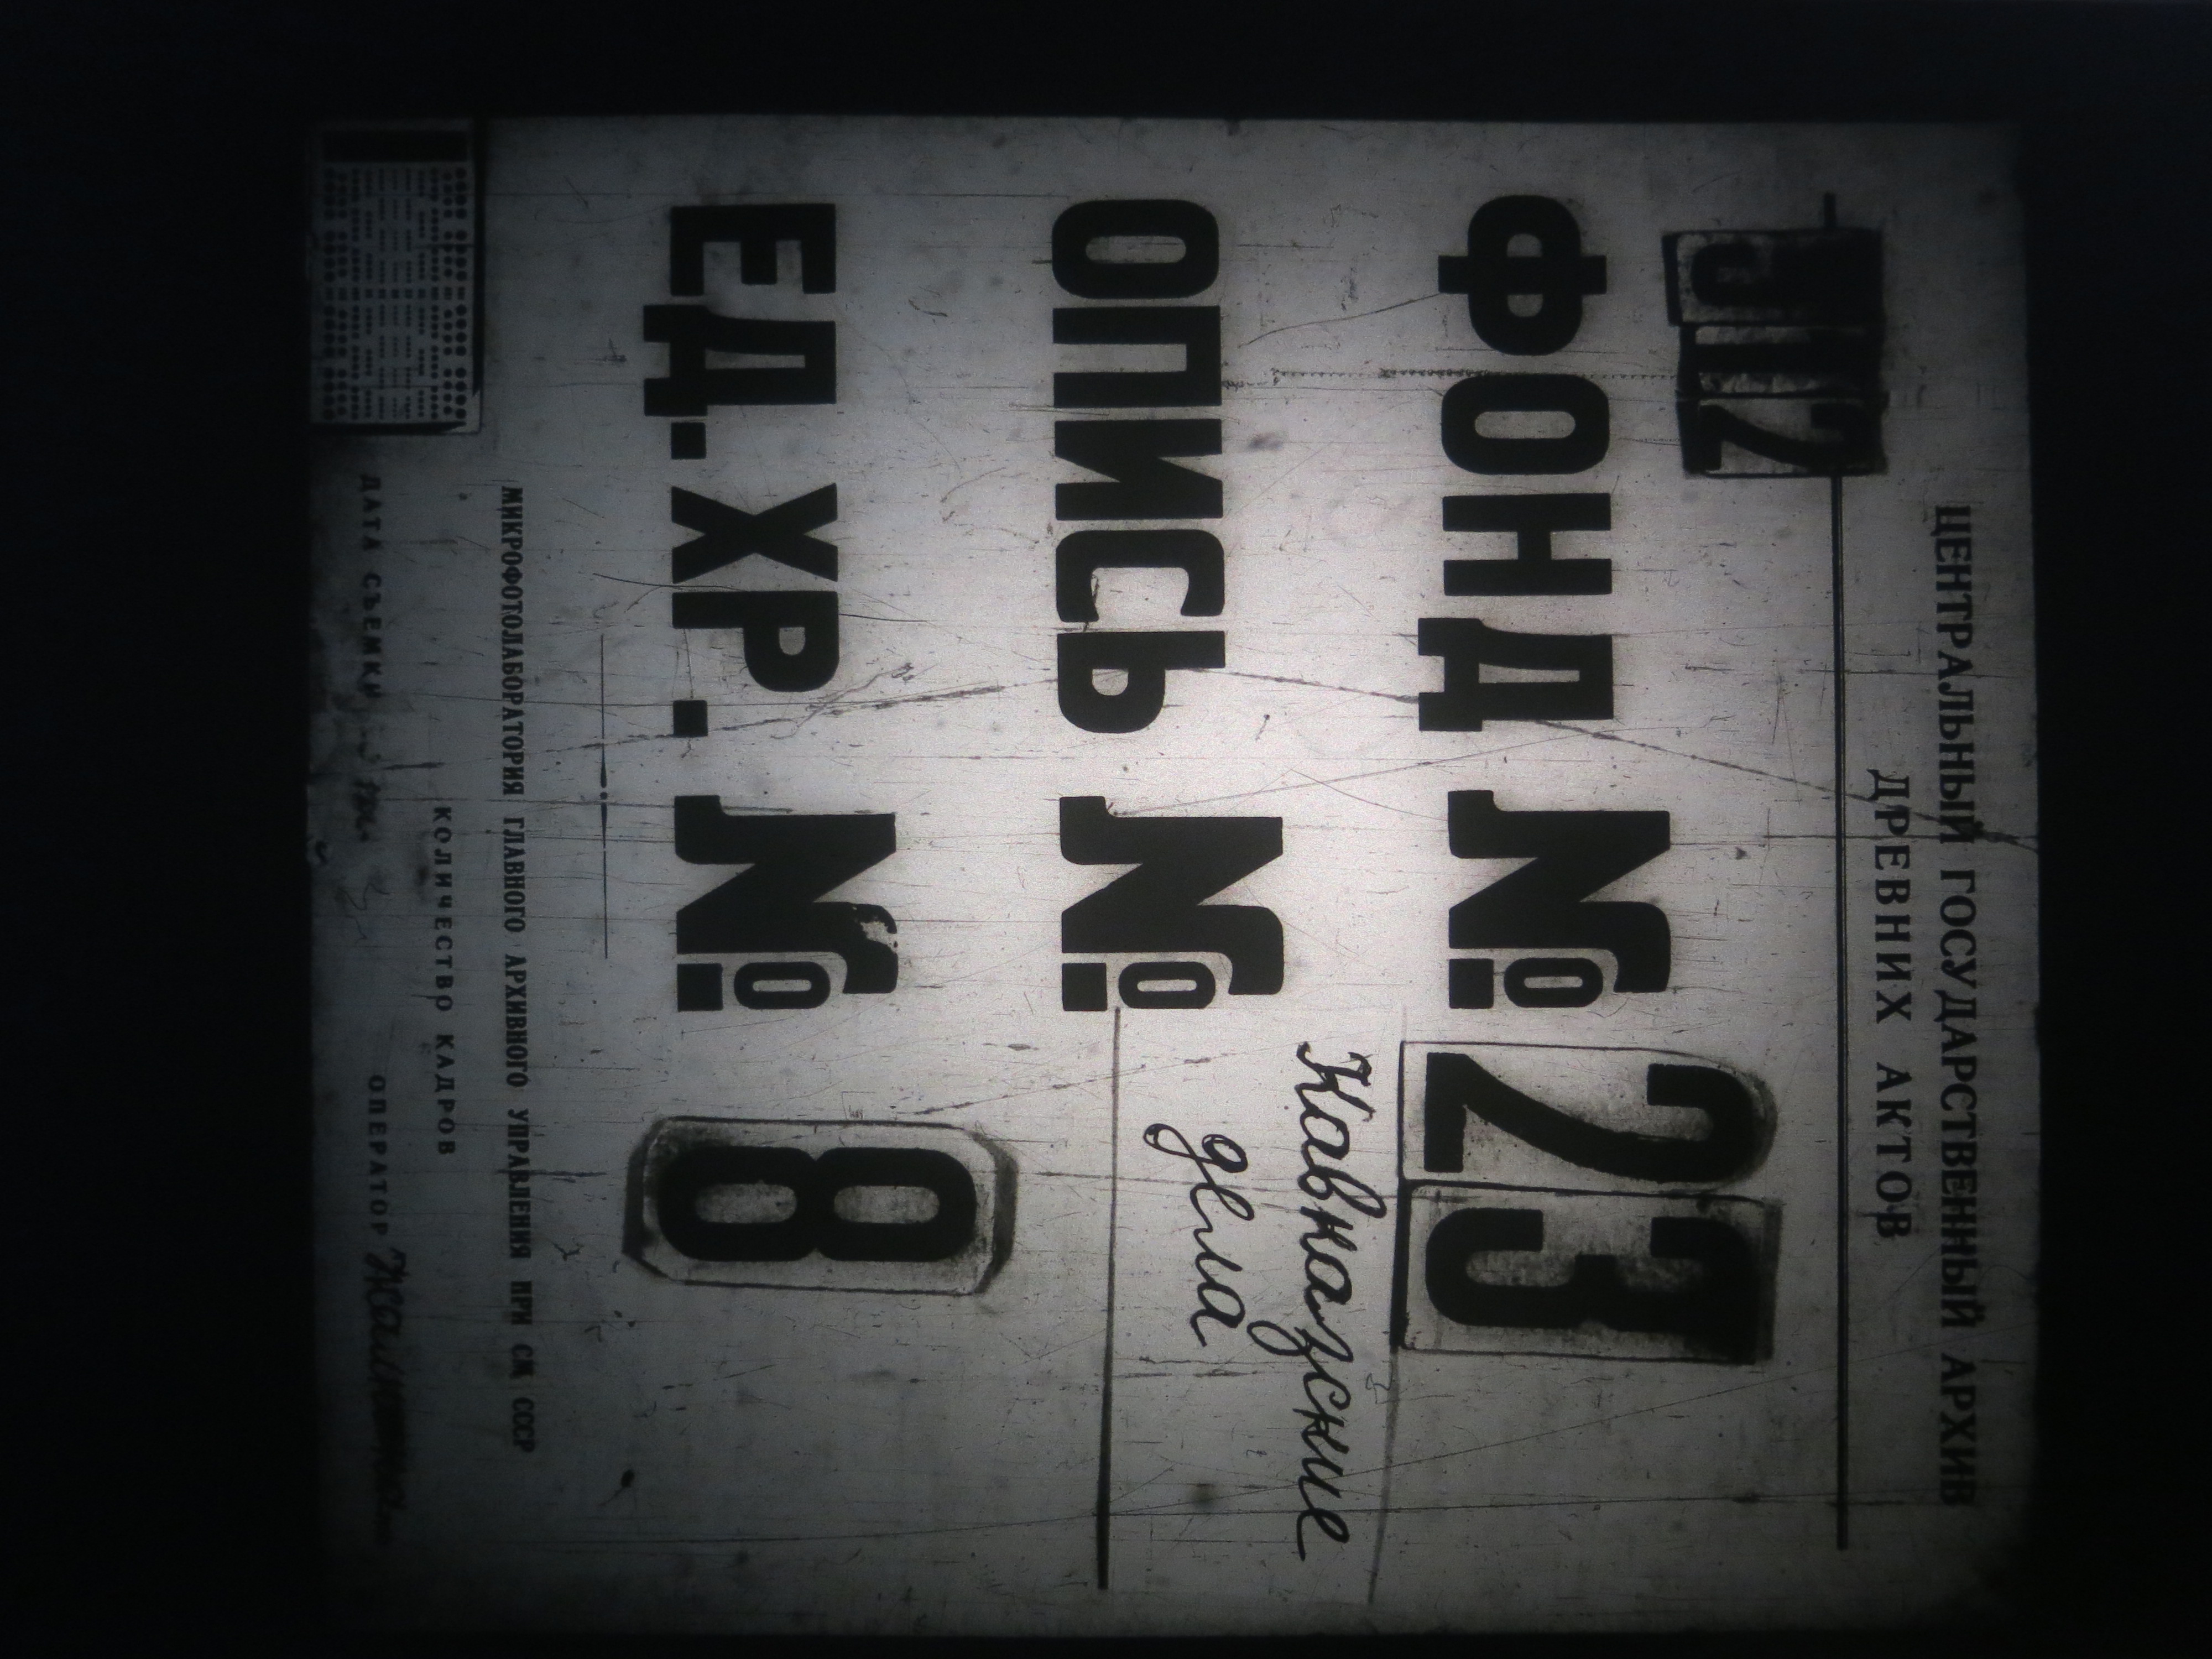 ЦЕНТРАЛЬНЫЙ ГОСУДАРСТВЕННЫЙ АРХИВ
ДРЕВНИХ АКТОВ
ФОНД № 23
Кавказские
дела
ОПИСЬ №
ЕД. ХР. № 8
МИКРОФОТОЛАБОРАТОРИЯ ГЛАВНОГО АРХИВНОГО УПРАВЛЕНИЯ ПРИ СМ СССР
КОЛИЧЕСТВО КАДРОВ
ДАТА СЪЕМКИ
ОПЕРАТОР